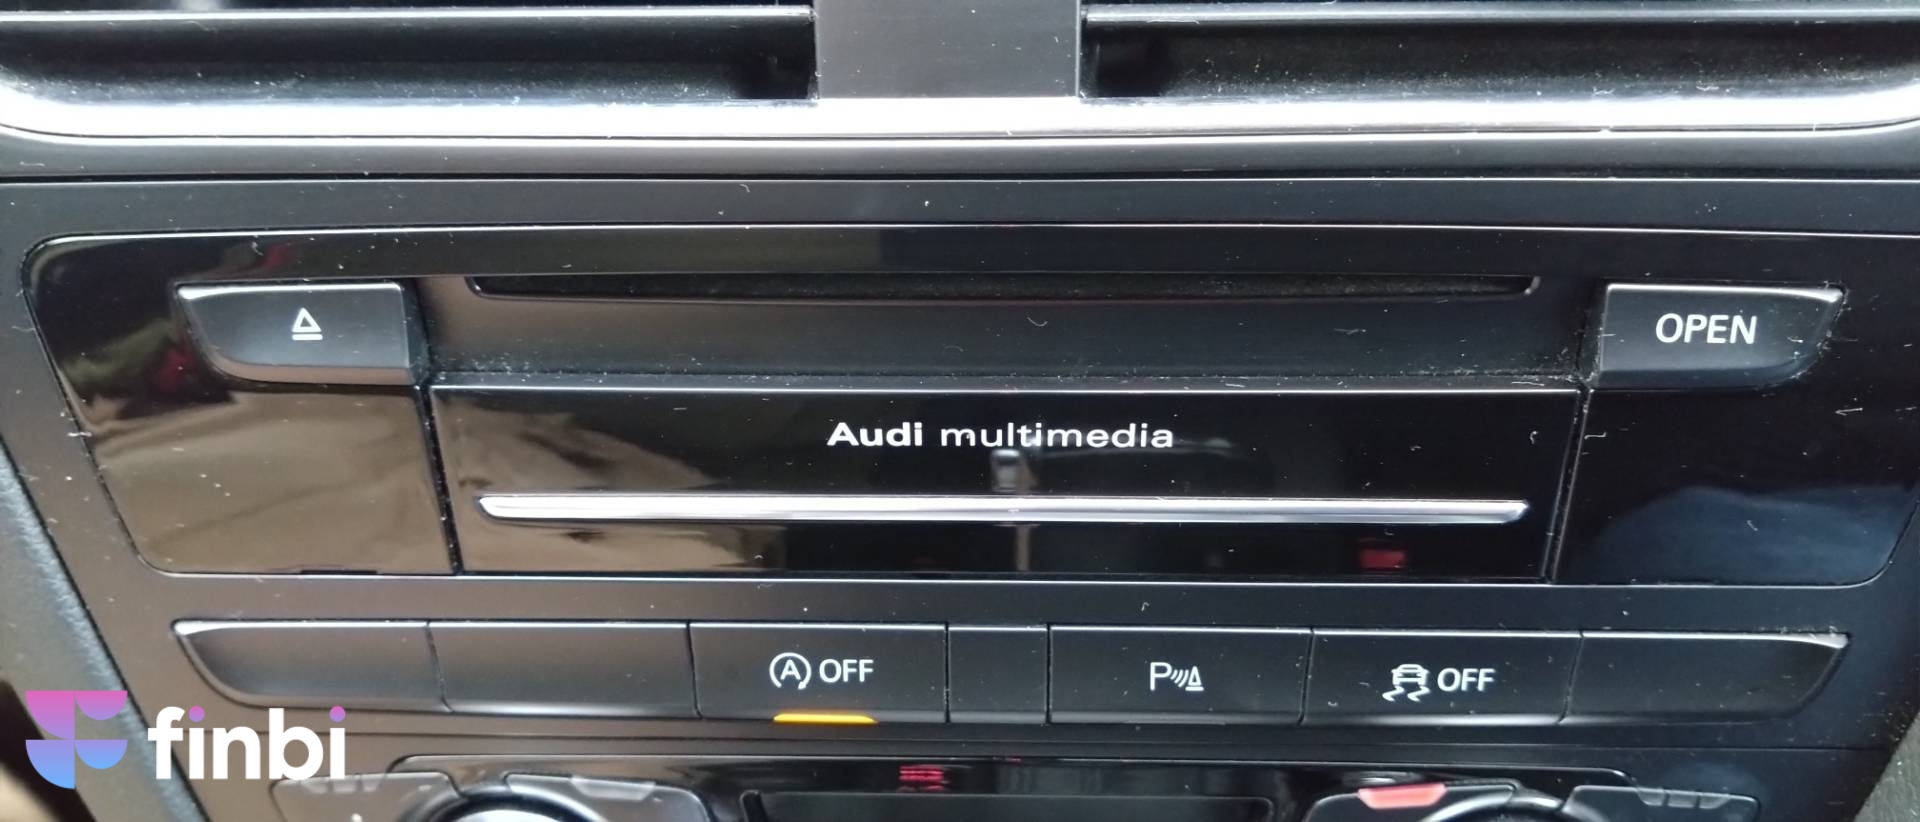 OPEN
Audi multimedia
A OFF
P
OFF
finbi